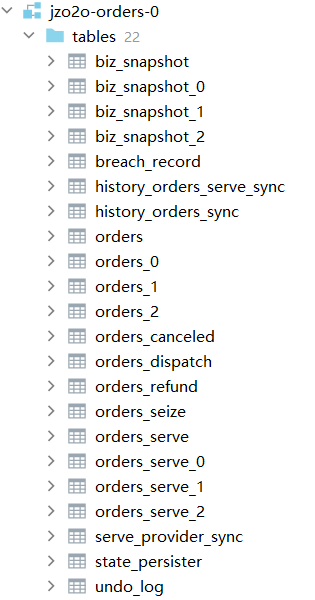 jzo2o-orders-0
tables 22
biz_snapshot
biz_snapshot_0
biz_snapshot_1
biz_snapshot_2
breach_record
history_orders_serve_sync
history_orders_sync
orders
orders_0
orders_1
orders_2
orders_canceled
orders_dispatch
orders_refund
orders_seize
orders_serve
orders_serve_0
orders_serve_1
orders_serve_2
serve_provider_sync
state_persister
undo_log